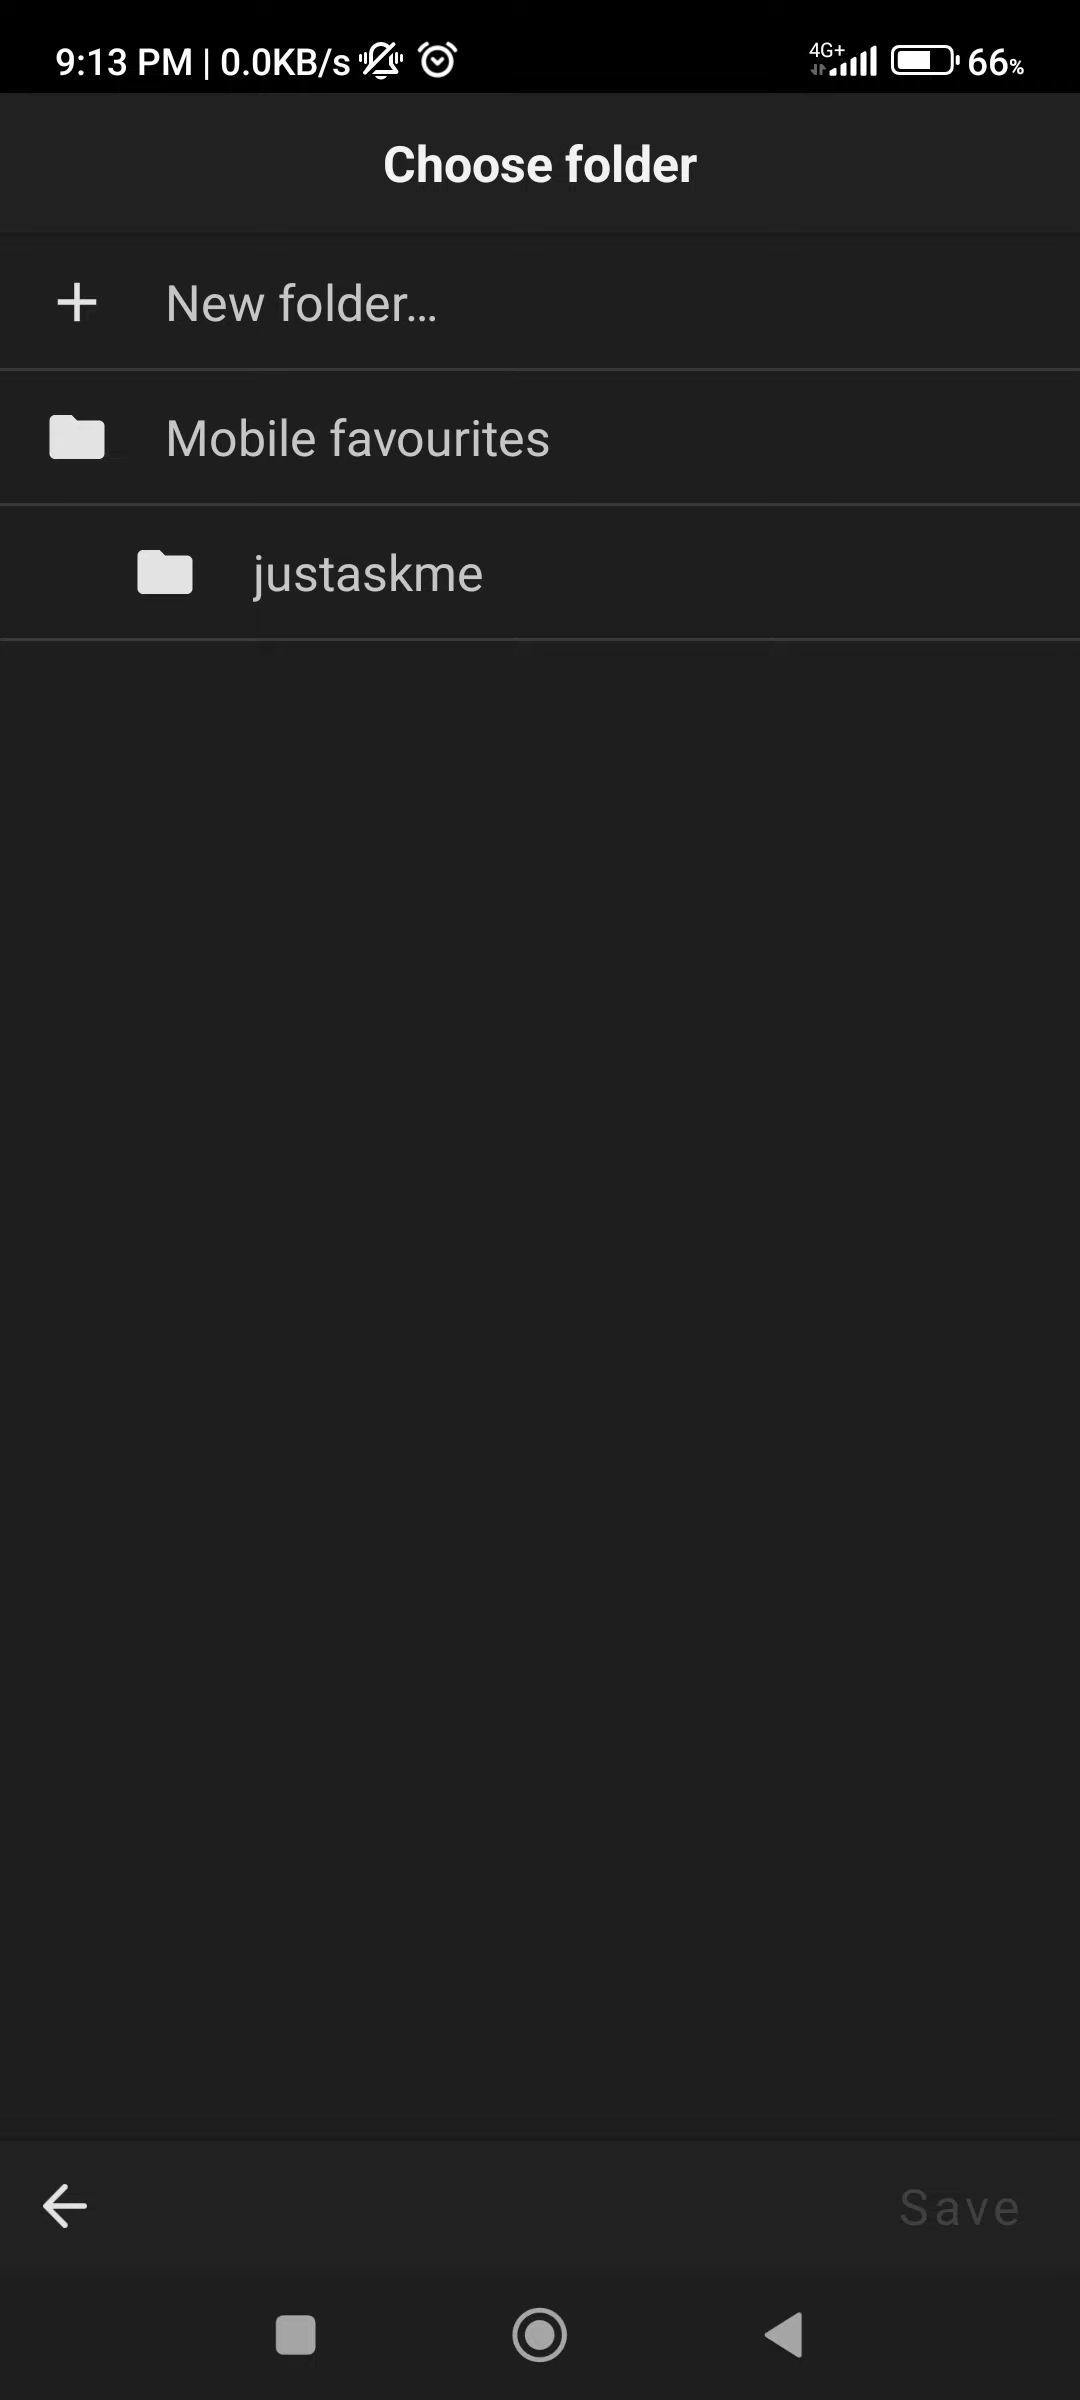 9:13 PM | 0.0KB/s 4G+ 66%
Choose folder
New folder...
Mobile favourites
justaskme
Save